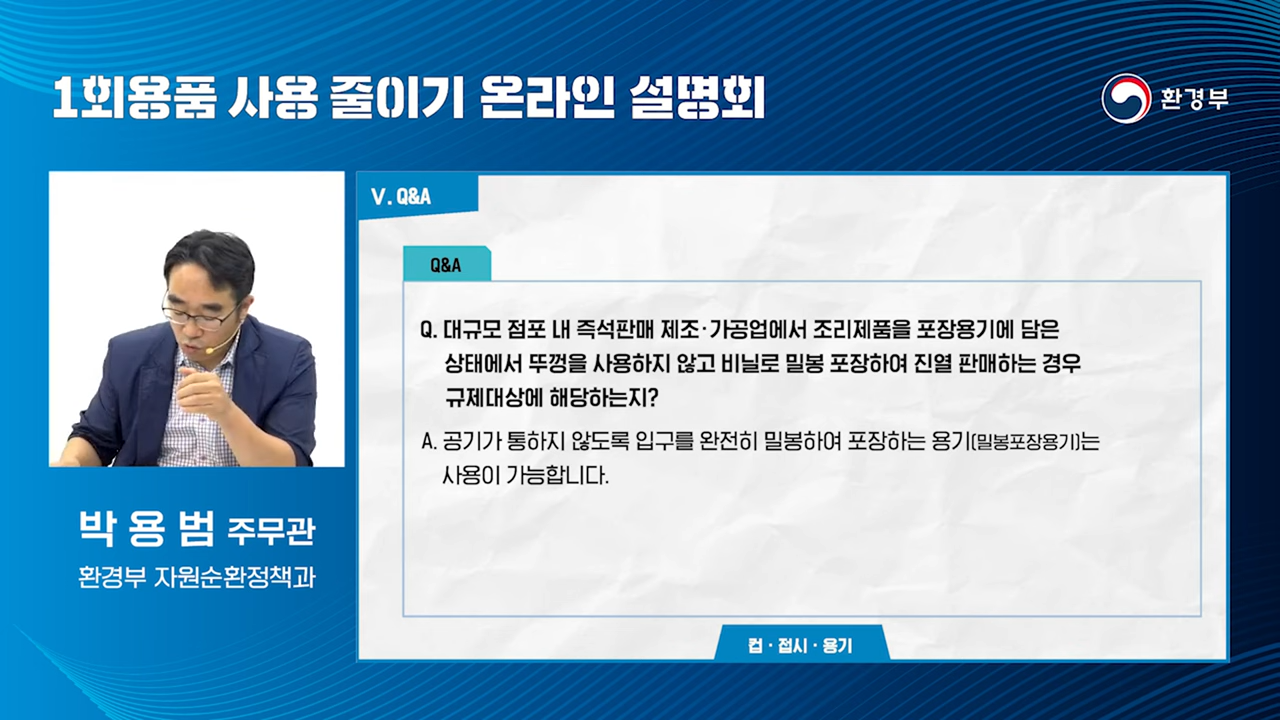 1회용품 사용 줄이기 온라인 설명회
환경부
Ⅴ. Q&A
Q&A
Q. 대규모 점포 내 즉석판매 제조·가공업에서 조리제품을 포장용기에 담은
상태에서 뚜껑을 사용하지 않고 비닐로 밀봉 포장하여 진열 판매하는 경우
규제대상에 해당하는지?
A. 공기가 통하지 않도록 입구를 완전히 밀봉하여 포장하는 용기(밀봉포장용기)는
사용이 가능합니다.
컵·접시·용기
박용범 주무관
환경부 자원순환정책과